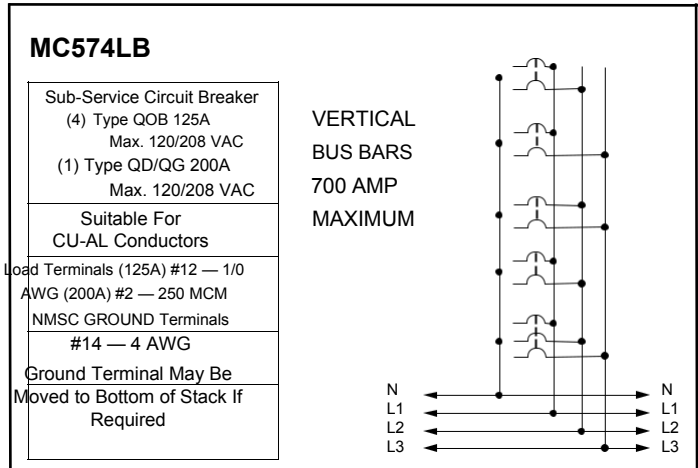 MC574LB
Sub-Service Circuit Breaker
(4) Type QOB 125A
Max. 120/208 VAC
(1) Type QD/QG 200A
Max. 120/208 VAC
Suitable For
CU-AL Conductors
Load Terminals (125A) #12 — 1/0
AWG (200A) #2 — 250 MCM
NMSC GROUND Terminals
#14 — 4 AWG
Ground Terminal May Be
Moved to Bottom of Stack If
Required
VERTICAL
BUS BARS
700 AMP
MAXIMUM
N N
L1 L1
L2 L2
L3 L3